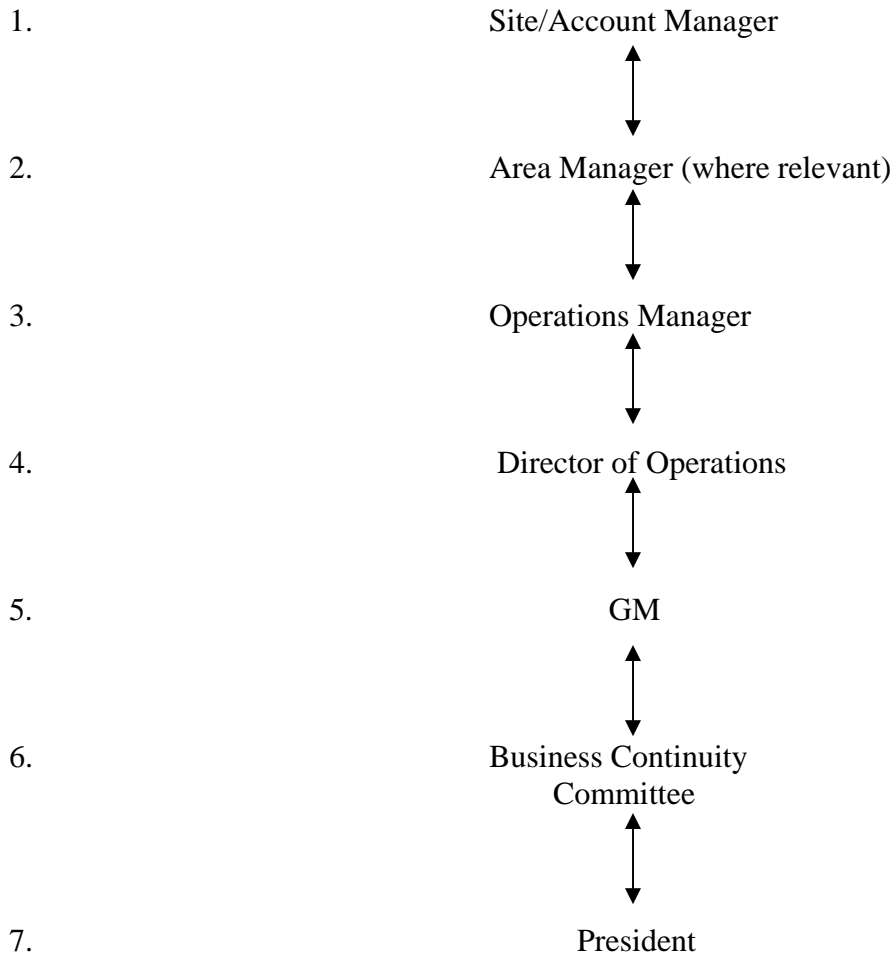 1. Site/Account Manager
2. Area Manager (where relevant)
3. Operations Manager
4. Director of Operations
5. GM
6. Business Continuity
Committee
7. President